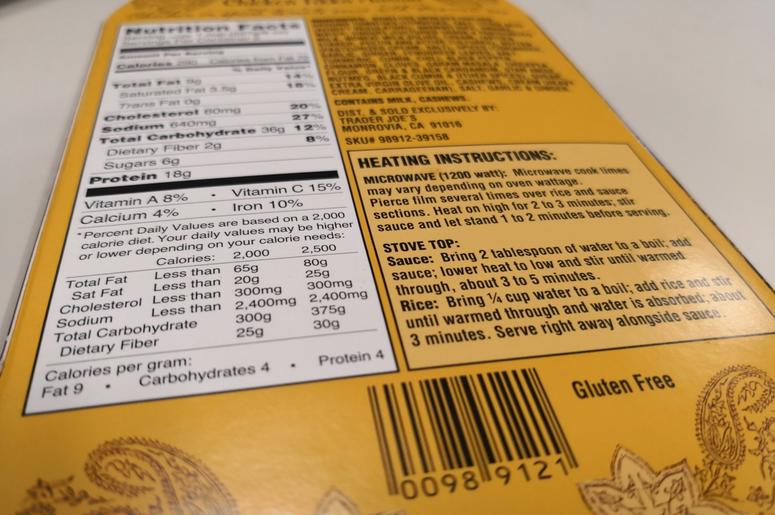 Nutrition Facts
Amount Per Serving
Calories
% Daily Value*
Total Fat 9g 14%
Saturated Fat 3.5g 18%
Trans Fat 0g
Cholesterol 60mg 20%
Sodium 640mg 27%
Total Carbohydrate 36g 12%
Dietary Fiber 2g 8%
Sugars 6g
Protein 18g
Vitamin A 8% • Vitamin C 15%
Calcium 4% • Iron 10%
*Percent Daily Values are based on a 2,000
calorie diet. Your daily values may be higher
or lower depending on your calorie needs:
Calories: 2,000 2,500
Total Fat Less than 65g 80g
Sat Fat Less than 20g 25g
Cholesterol Less than 300mg 300mg
Sodium Less than 2,400mg 2,400mg
Total Carbohydrate 300g 375g
Dietary Fiber 25g 30g
Calories per gram:
Fat 9 • Carbohydrates 4 • Protein 4
CREAM, CARRAGEENAN), SALT, GARLIC & GINGER.
CONTAINS MILK, CASHEWS.
DIST. & SOLD EXCLUSIVELY BY:
TRADER JOE'S
MONROVIA, CA 91016
SKU# 98912-39158
HEATING INSTRUCTIONS:
MICROWAVE (1200 watt): Microwave cook times
may vary depending on oven wattage.
Pierce film several times over rice and sauce
sections. Heat on high for 2 to 3 minutes; stir
sauce and let stand 1 to 2 minutes before serving.
STOVE TOP:
Sauce: Bring 2 tablespoon of water to a boil; add
sauce; lower heat to low and stir until warmed
through, about 3 to 5 minutes.
Rice: Bring ¼ cup water to a boil; add rice and stir
until warmed through and water is absorbed, about
3 minutes. Serve right away alongside sauce.
Gluten Free
0098 9121